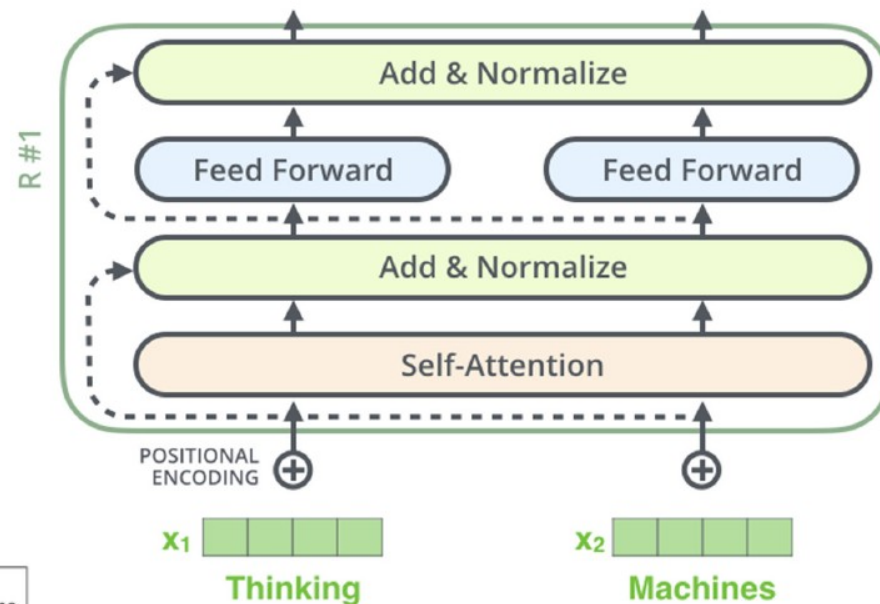 Add & Normalize
R #1
Feed Forward Feed Forward
Add & Normalize
Self-Attention
POSITIONAL
ENCODING
x1 x2
Thinking Machines